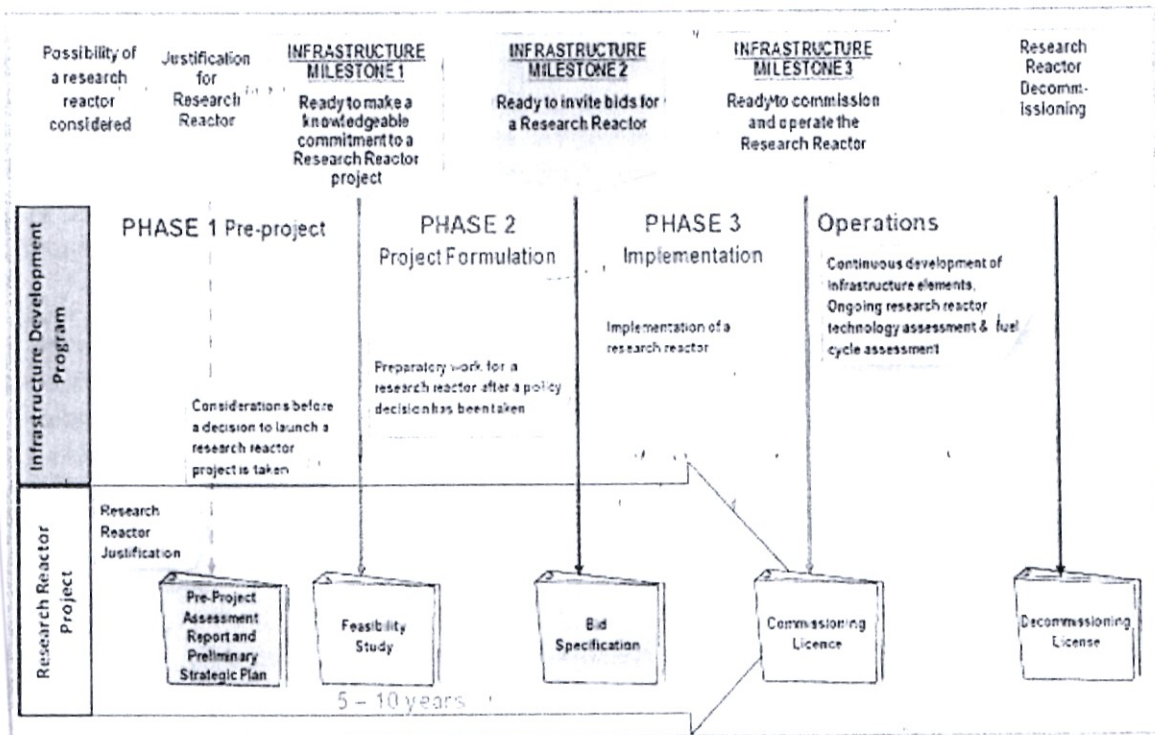 Possibility of
a research
reactor
considered
Justification
for
Research
Reactor
INFRASTRUCTURE
MILESTONE 1
Ready to make a
knowledgeable
commitment to a
Research Reactor
project
INFRASTRUCTURE
MILESTONE 2
Ready to invite bids for
a Research Reactor
INFRASTRUCTURE
MILESTONE 3
Ready to commission
and operate the
Research Reactor
Research
Reactor
Decomm-
issioning
Infrastructure Development
Program
PHASE 1 Pre-project
PHASE 2
Project Formulation
PHASE 3
Implementation
Operations
Considerations before
a decision to launch a
research reactor
project is taken
Preparatory work for a
research reactor after a policy
decision has been taken
Implementation of a
research reactor
Continuous development of
infrastructure elements,
Ongoing research reactor
technology assessment & fuel
cycle assessment
Research Reactor
Project
Research
Reactor
Justification
Pre-Project
Assessment
Report and
Preliminary
Strategic Plan
Feasibility
Study
Bid
Specification
Commissioning
Licence
Decommissioning
License
5 – 10 years